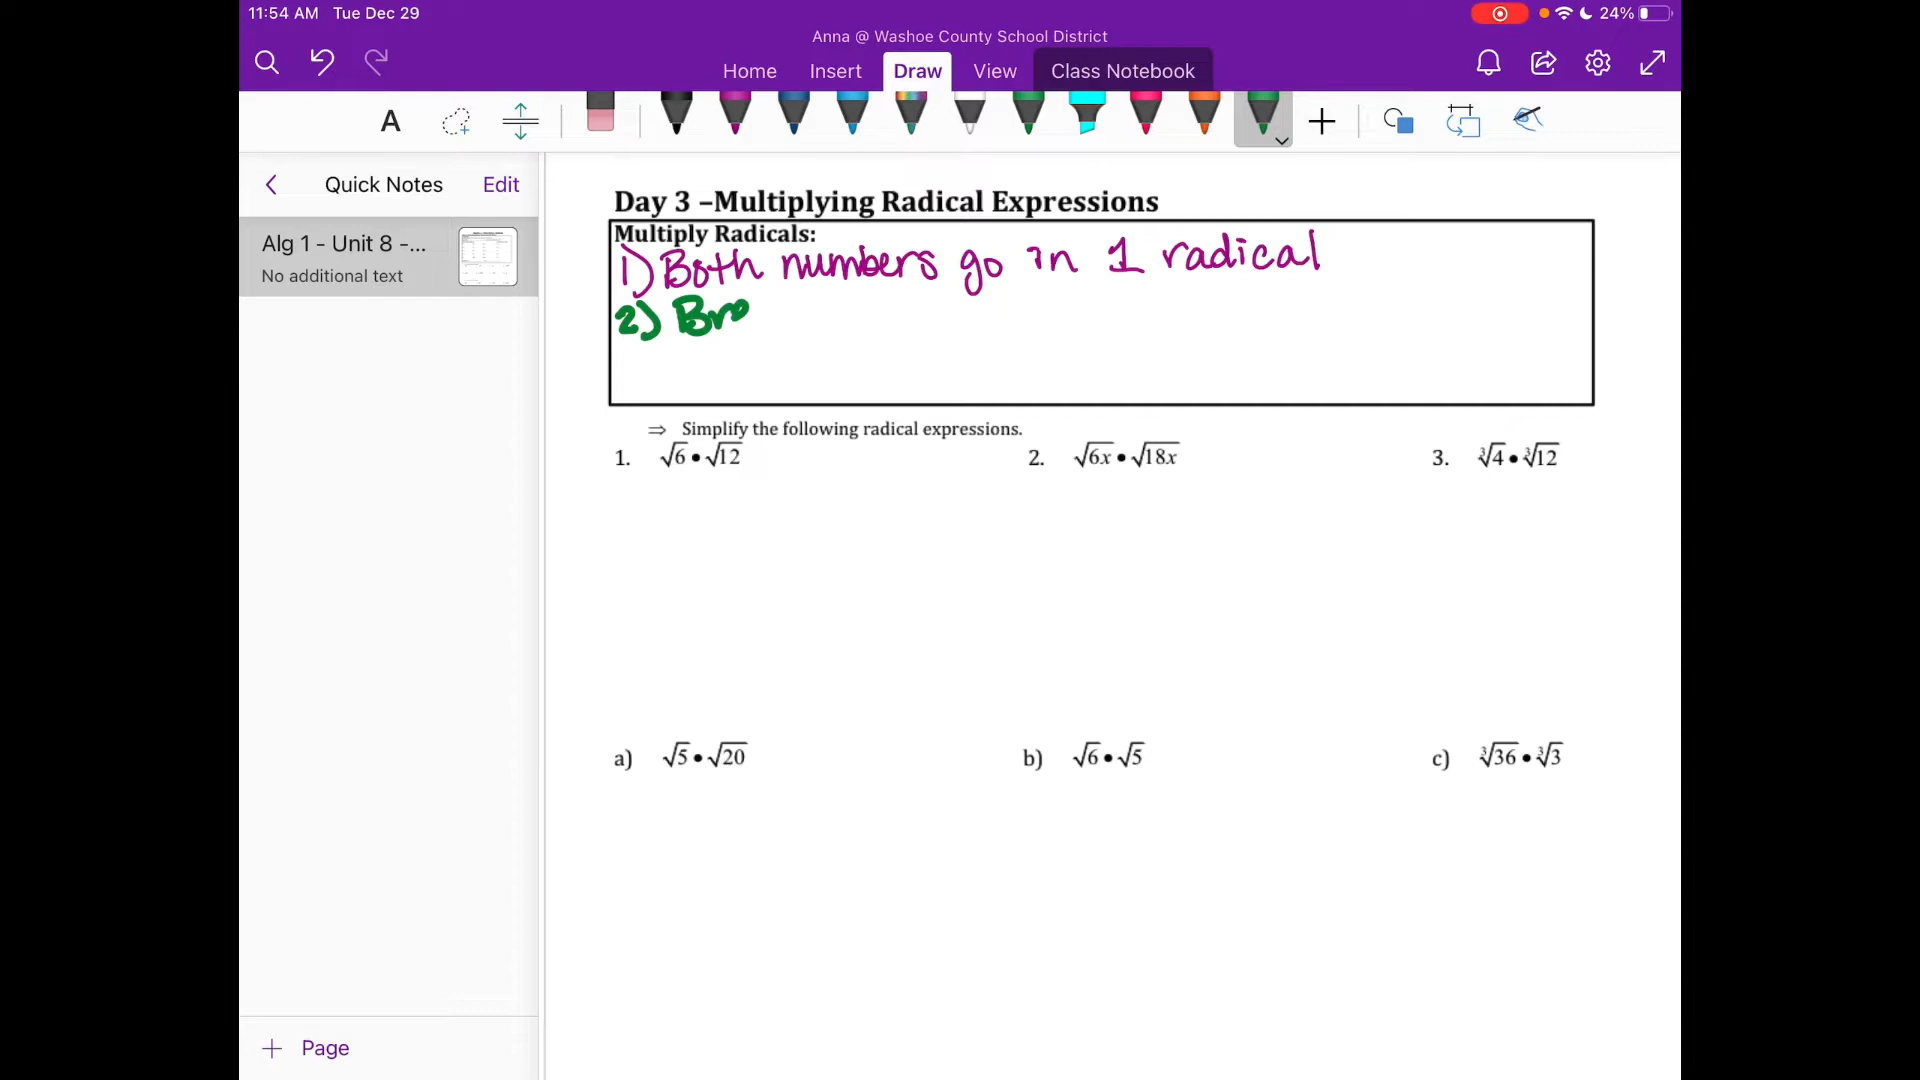 11:54 AM Tue Dec 29
24%
Anna @ Washoe County School District
Home Insert Draw View Class Notebook
A
Quick Notes Edit
Alg 1 - Unit 8 -...
No additional text
Day 3 –Multiplying Radical Expressions
Multiply Radicals:
1) Both numbers go in 1 radical
2) Bro
⇒ Simplify the following radical expressions.
1. √6 • √12 2. √6x • √18x 3. ∛4 • ∛12
a) √5 • √20 b) √6 • √5 c) ∛36 • ∛3
+ Page